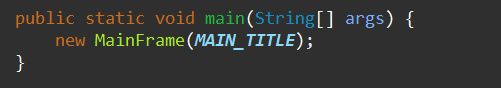 public static void main(String[] args) {
    new MainFrame(MAIN_TITLE);
}